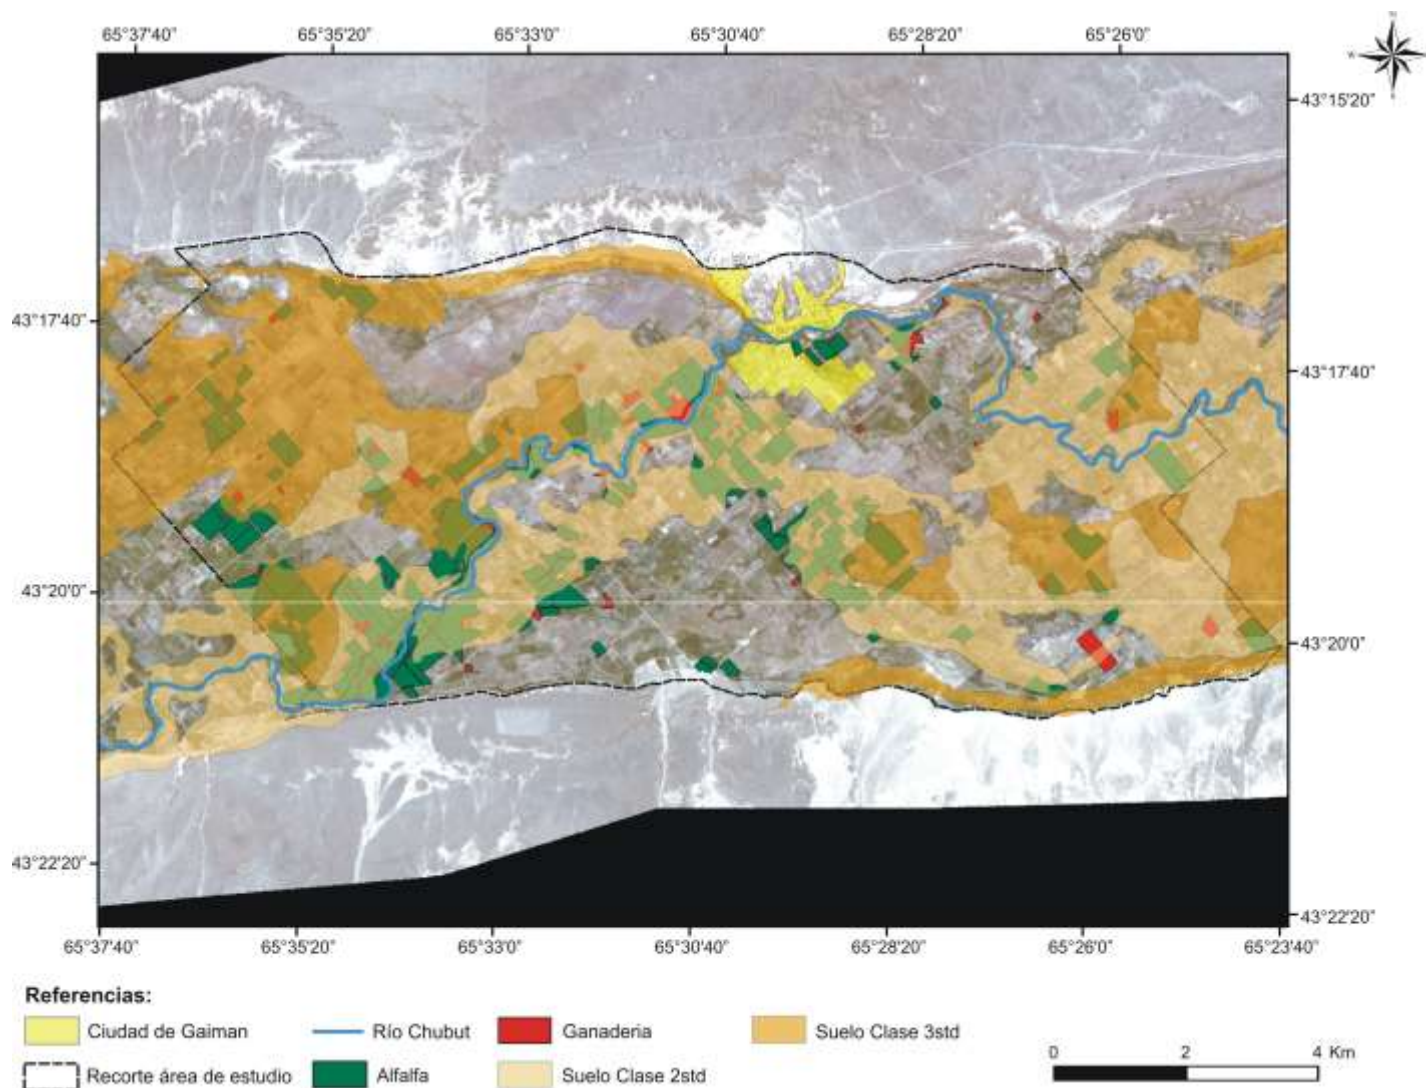 65°37'40" 65°35'20" 65°33'0" 65°30'40" 65°28'20" 65°26'0"
43°15'20"
43°17'40"
43°17'40"
43°20'0"
43°20'0"
43°22'20"
43°22'20"
65°37'40" 65°35'20" 65°33'0" 65°30'40" 65°28'20" 65°26'0" 65°23'40"
Referencias:
Ciudad de Gaiman Río Chubut Ganaderia Suelo Clase 3std
Recorte área de estudio Alfalfa Suelo Clase 2std
0 2 4 Km